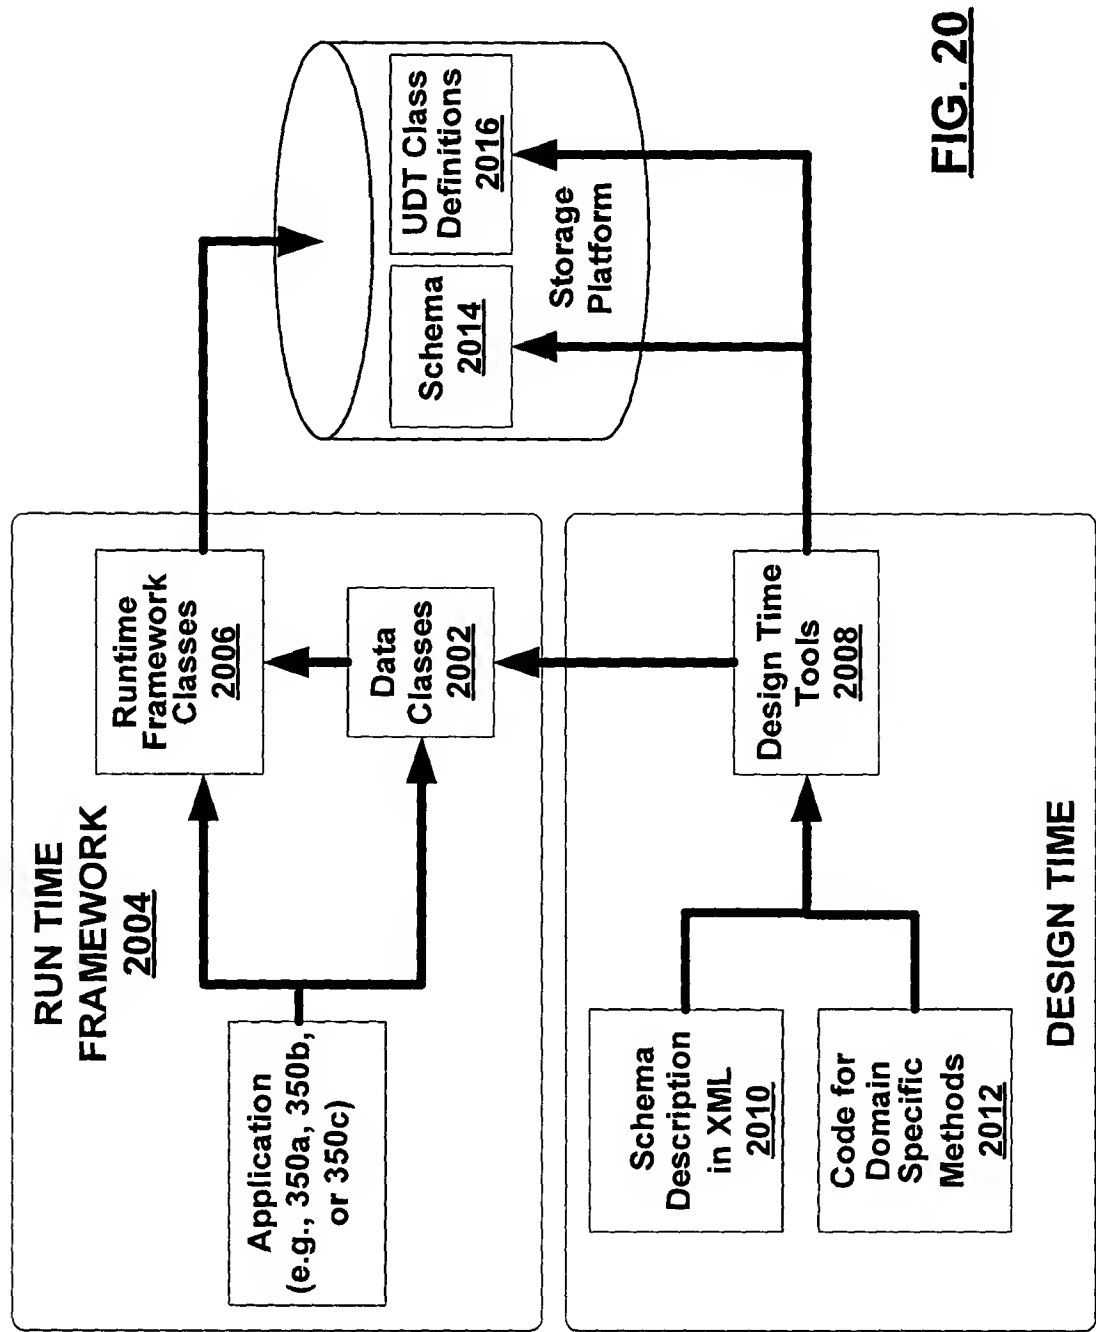 RUN TIME
FRAMEWORK
2004
Application
(e.g., 350a, 350b,
or 350c)
Runtime
Framework
Classes
2006
Data
Classes
2002
Schema
Description
in XML
2010
Code for
Domain
Specific
Methods
2012
Design Time
Tools
2008
DESIGN TIME
Schema
2014
UDT Class
Definitions
2016
Storage
Platform
FIG. 20